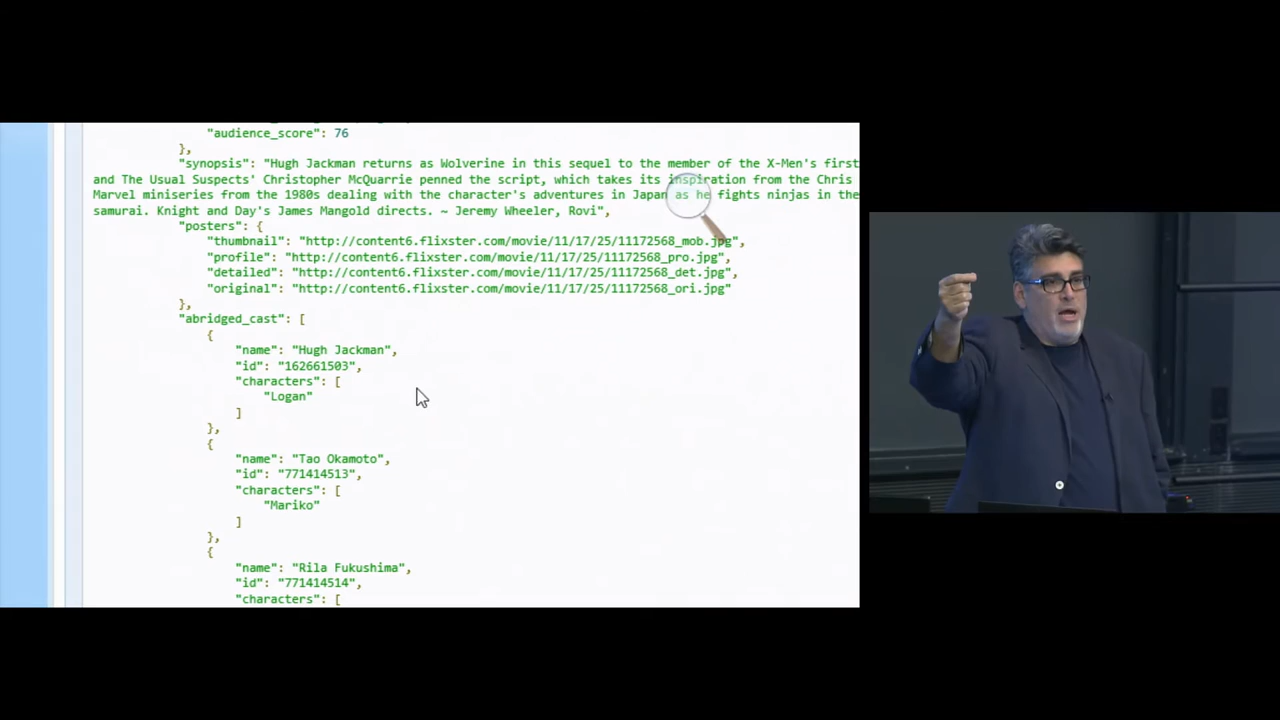 "audience_score": 76
},
"synopsis": "Hugh Jackman returns as Wolverine in this sequel to the member of the X-Men's first
and The Usual Suspects' Christopher McQuarrie penned the script, which takes its inspiration from the Chris
Marvel miniseries from the 1980s dealing with the character's adventures in Japan as he fights ninjas in the
samurai. Knight and Day's James Mangold directs. ~ Jeremy Wheeler, Rovi",
"posters": {
"thumbnail": "http://content6.flixster.com/movie/11/17/25/11172568_mob.jpg",
"profile": "http://content6.flixster.com/movie/11/17/25/11172568_pro.jpg",
"detailed": "http://content6.flixster.com/movie/11/17/25/11172568_det.jpg",
"original": "http://content6.flixster.com/movie/11/17/25/11172568_ori.jpg"
},
"abridged_cast": [
{
"name": "Hugh Jackman",
"id": "162661503",
"characters": [
"Logan"
]
},
{
"name": "Tao Okamoto",
"id": "771414513",
"characters": [
"Mariko"
]
},
{
"name": "Rila Fukushima",
"id": "771414514",
"characters": [